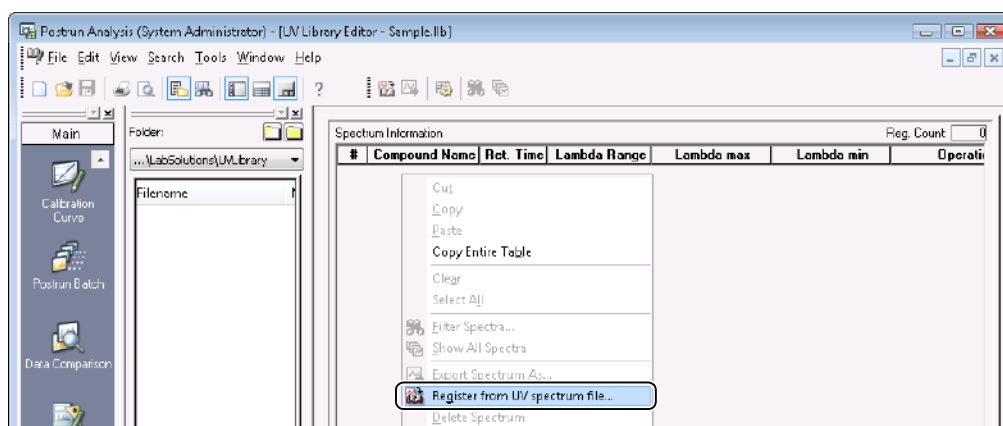 Postrun Analysis (System Administrator) - [UV Library Editor - Sample.llb]
File Edit View Search Tools Window Help
?
Main
Folder:
...\LabSolutions\UVLibrary
Filename
Calibration
Curve
Postrun Batch
Data Comparison
Spectrum Information
Reg. Count 0
# Compound Name Ret. Time Lambda Range Lambda max Lambda min Operati
Cut
Copy
Paste
Copy Entire Table
Clear
Select All
Filter Spectra...
Show All Spectra
Export Spectrum As...
Register from UV spectrum file...
Delete Spectrum